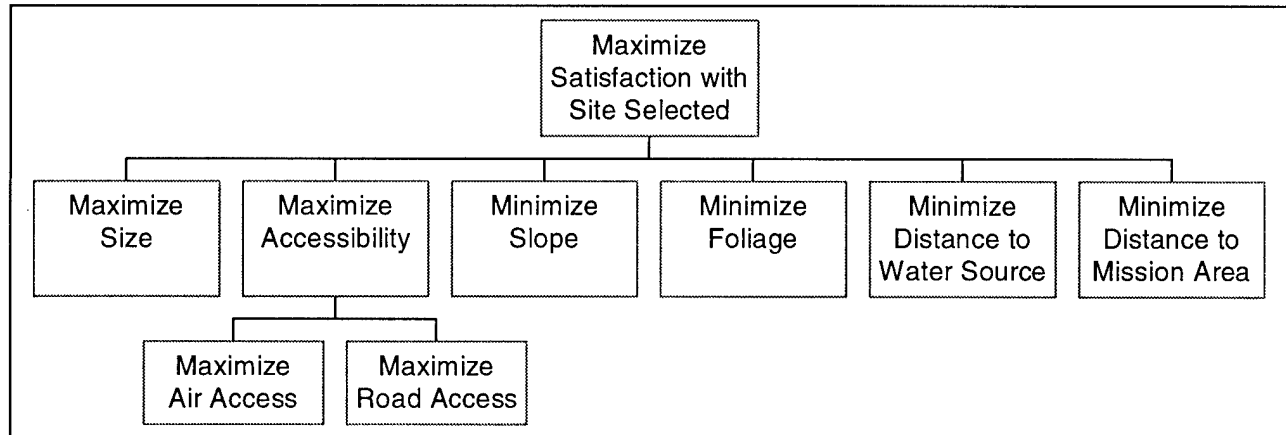 Maximize
Satisfaction with
Site Selected
Maximize
Size
Maximize
Accessibility
Minimize
Slope
Minimize
Foliage
Minimize
Distance to
Water Source
Minimize
Distance to
Mission Area
Maximize
Air Access
Maximize
Road Access